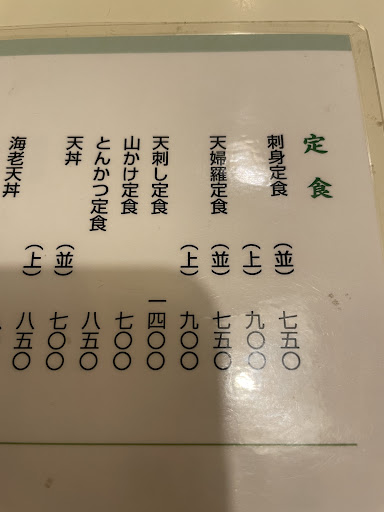 定食
刺身定食 (並) 七五〇
(上) 九〇〇
天婦羅定食 (並) 七五〇
(上) 九〇〇
天刺し定食 一四〇〇
山かけ定食 七〇〇
とんかつ定食 八五〇
天丼 (並) 七〇〇
(上) 八五〇
海老天丼